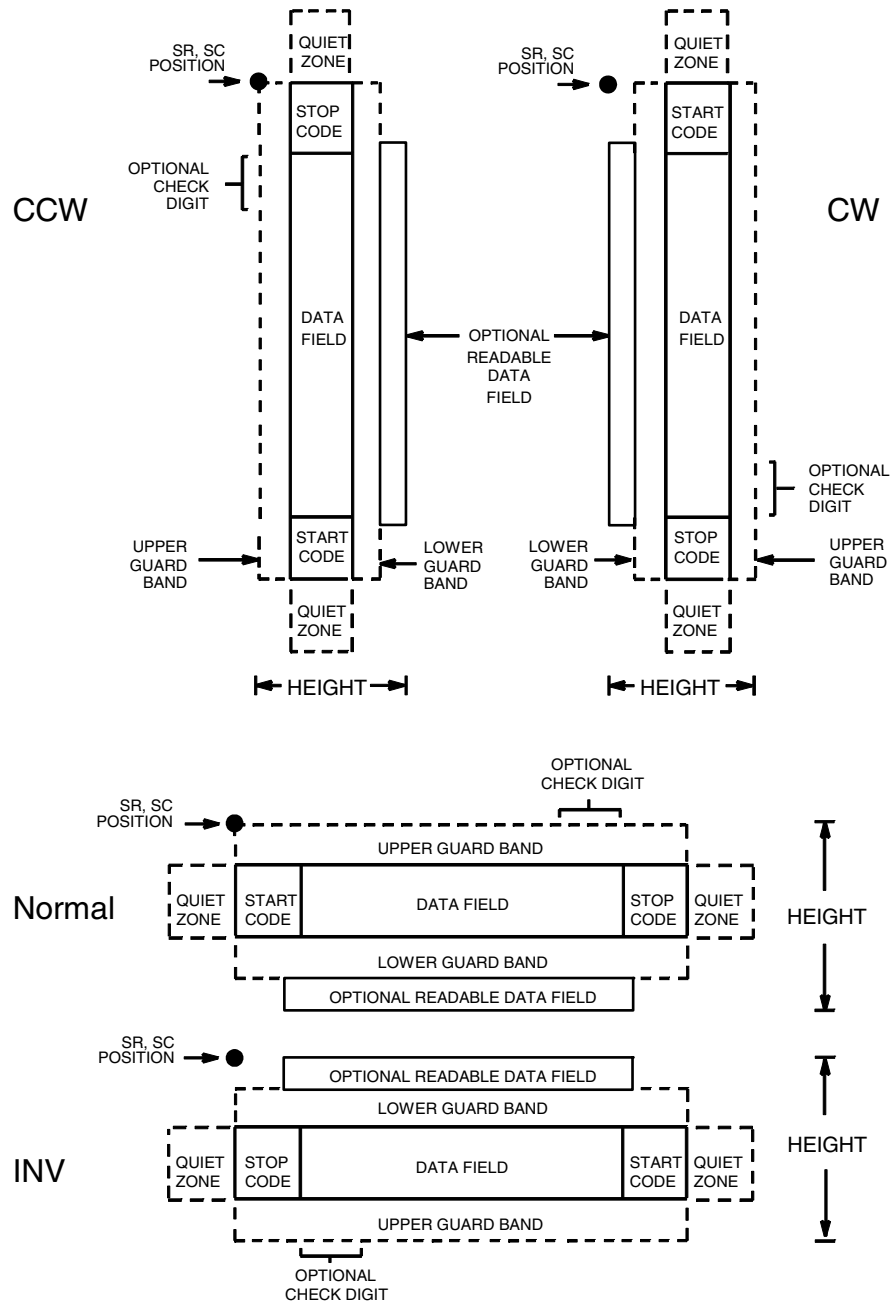 QUIET
ZONE
SR, SC
POSITION
STOP
CODE
OPTIONAL
CHECK
DIGIT
CCW
DATA
FIELD
START
CODE
UPPER
GUARD
BAND
LOWER
GUARD
BAND
QUIET
ZONE
HEIGHT
OPTIONAL
READABLE
DATA
FIELD
QUIET
ZONE
SR, SC
POSITION
START
CODE
CW
DATA
FIELD
OPTIONAL
CHECK
DIGIT
STOP
CODE
LOWER
GUARD
BAND
UPPER
GUARD
BAND
QUIET
ZONE
HEIGHT
OPTIONAL
CHECK DIGIT
SR, SC
POSITION
UPPER GUARD BAND
Normal
QUIET
ZONE
START
CODE
DATA FIELD
STOP
CODE
QUIET
ZONE
HEIGHT
LOWER GUARD BAND
OPTIONAL READABLE DATA FIELD
SR, SC
POSITION
OPTIONAL READABLE DATA FIELD
LOWER GUARD BAND
INV
QUIET
ZONE
STOP
CODE
DATA FIELD
START
CODE
QUIET
ZONE
HEIGHT
UPPER GUARD BAND
OPTIONAL
CHECK DIGIT